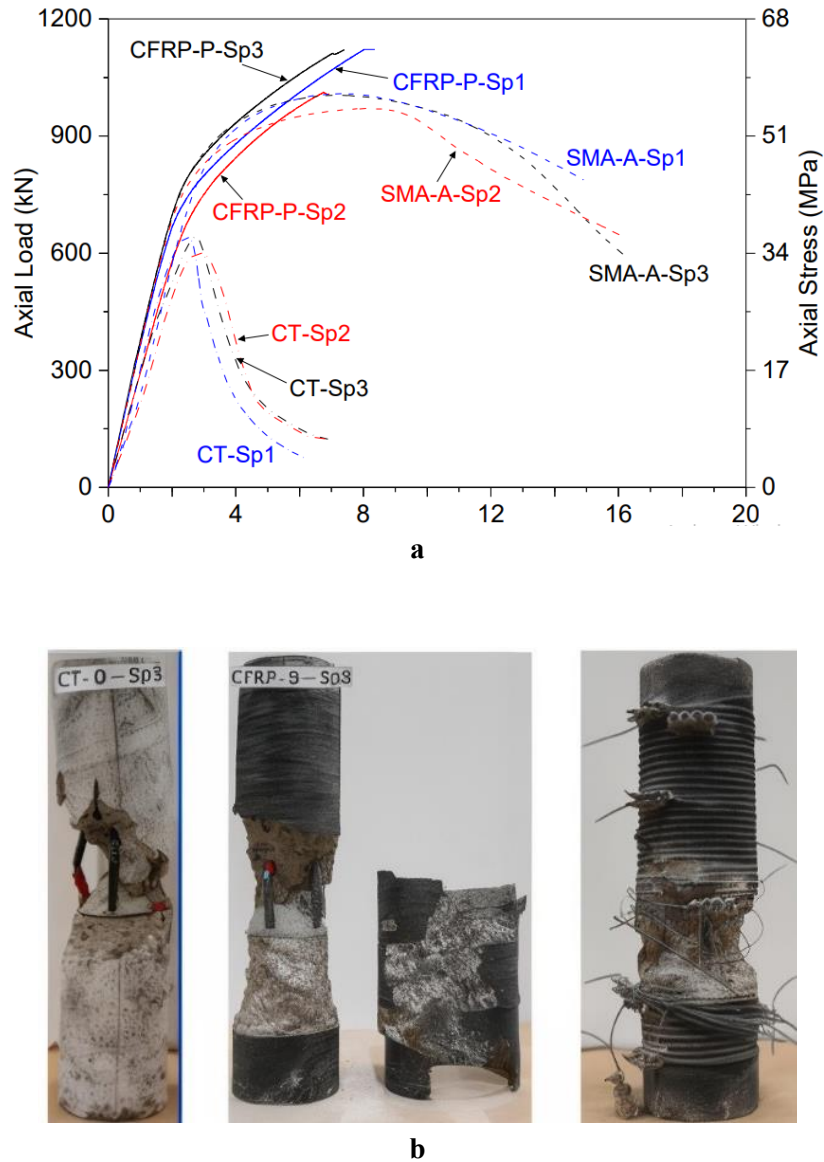 1200
900
600
300
0
Axial Load (kN)
68
51
34
17
0
Axial Stress (MPa)
0 4 8 12 16 20
CFRP-P-Sp3
CFRP-P-Sp1
SMA-A-Sp1
SMA-A-Sp2
CFRP-P-Sp2
SMA-A-Sp3
CT-Sp2
CT-Sp3
CT-Sp1
a
CT-0-Sp3
CFRP-9-Sp3
b